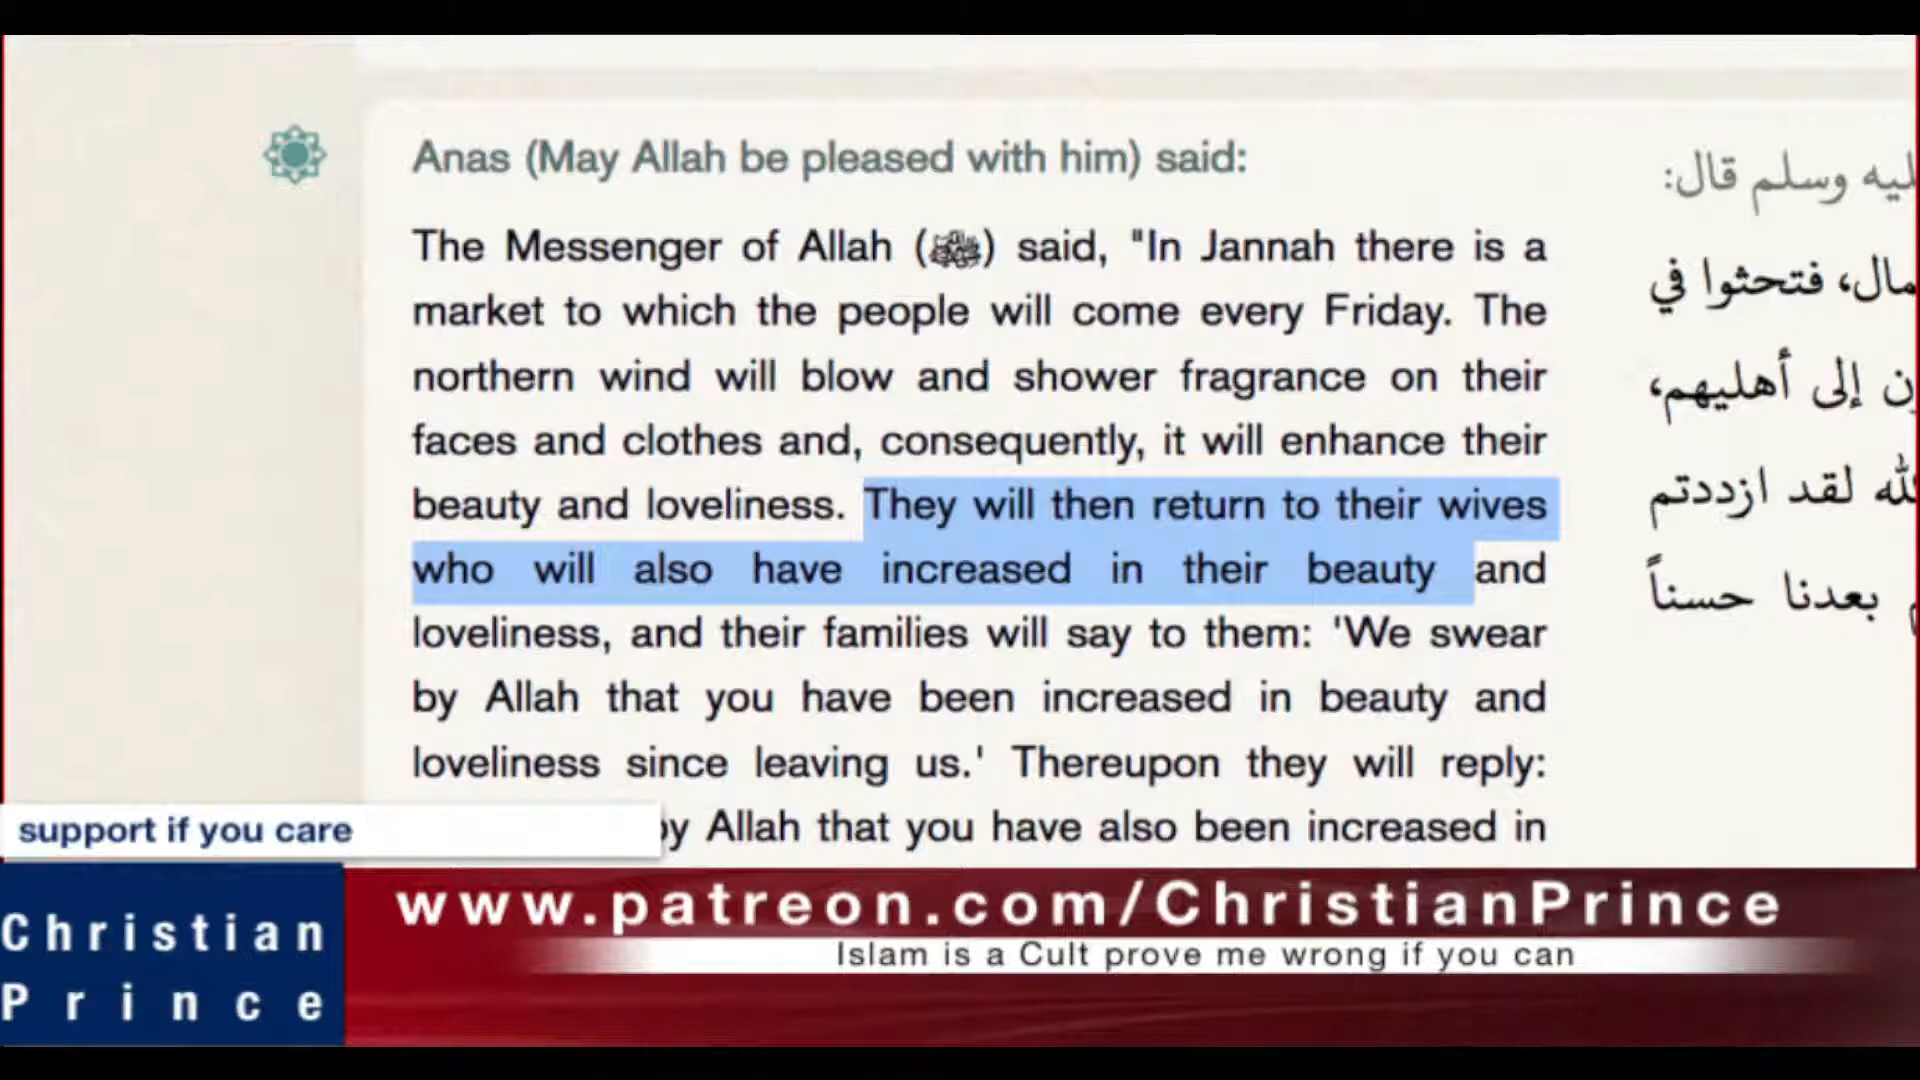 Anas (May Allah be pleased with him) said:
The Messenger of Allah (ﷺ) said, "In Jannah there is a
market to which the people will come every Friday. The
northern wind will blow and shower fragrance on their
faces and clothes and, consequently, it will enhance their
beauty and loveliness. They will then return to their wives
who will also have increased in their beauty and
loveliness, and their families will say to them: 'We swear
by Allah that you have been increased in beauty and
loveliness since leaving us.' Thereupon they will reply:
by Allah that you have also been increased in
ليه وسلم قال:
مال، فتحثوا في
ن إلى أهليهم،
لله لقد ازددتم
بعدنا حسناً
support if you care
Christian
Prince
www.patreon.com/ChristianPrince
Islam is a Cult prove me wrong if you can